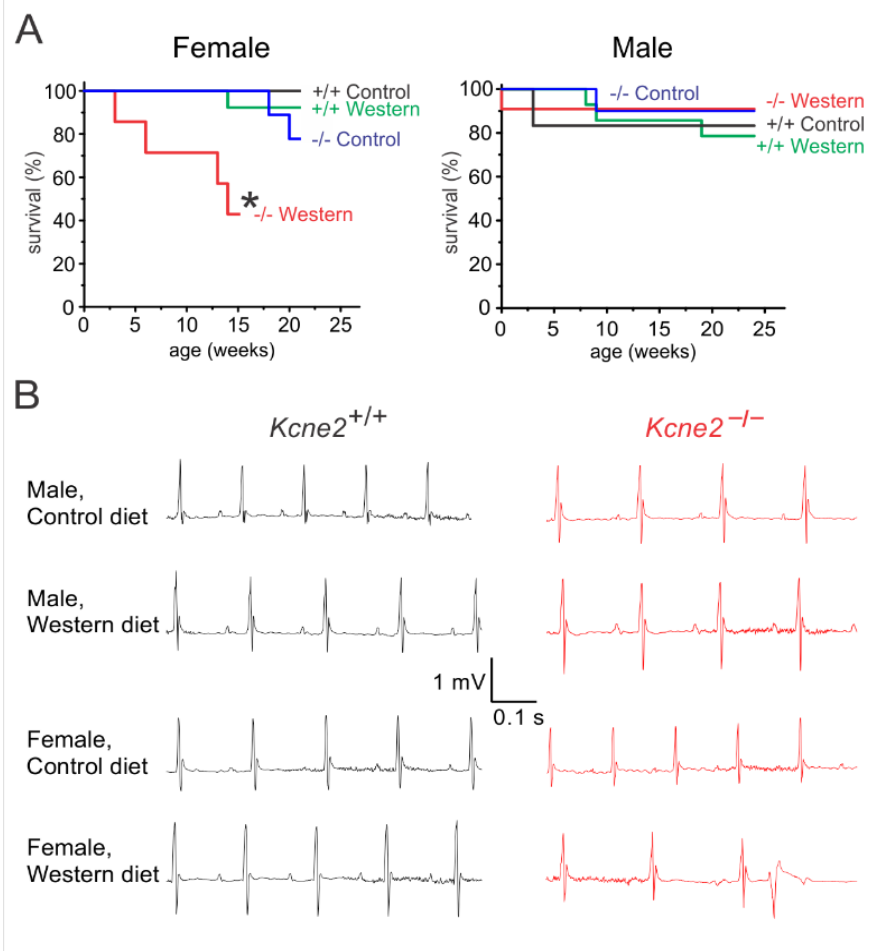 A
Female
Male
100
80
60
40
20
0
survival (%)
0 5 10 15 20 25
age (weeks)
+/+ Control
+/+ Western
-/- Control
*
-/- Western
100
80
60
40
20
0
survival (%)
0 5 10 15 20 25
age (weeks)
-/- Control
-/- Western
+/+ Control
+/+ Western
B
Kcne2+/+
Kcne2−/−
Male,
Control diet
Male,
Western diet
1 mV
0.1 s
Female,
Control diet
Female,
Western diet